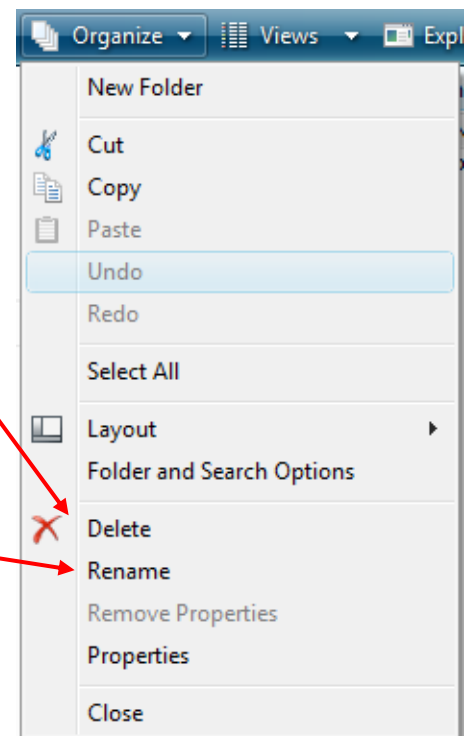 Organize Views Expl
New Folder
Cut
Copy
Paste
Undo
Redo
Select All
Layout
Folder and Search Options
Delete
Rename
Remove Properties
Properties
Close